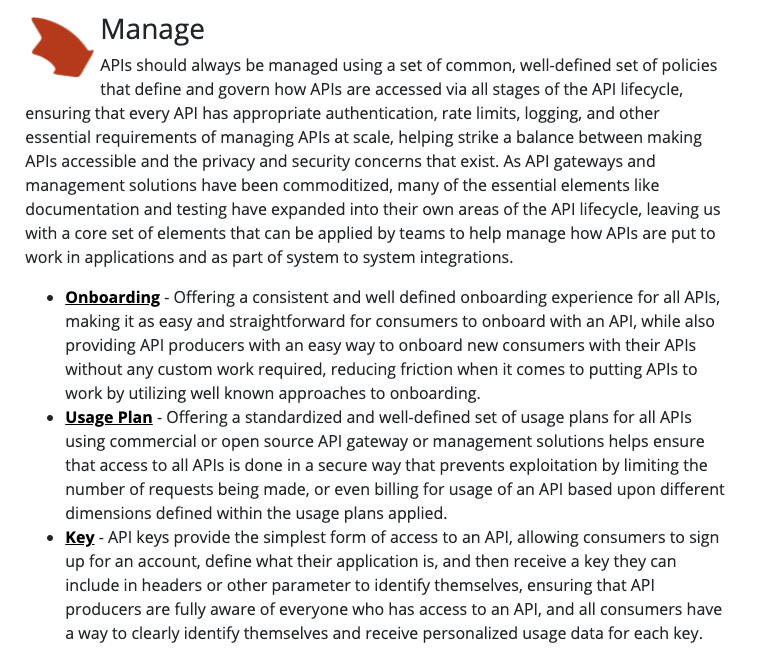 Manage
APIs should always be managed using a set of common, well-defined set of policies
that define and govern how APIs are accessed via all stages of the API lifecycle,
ensuring that every API has appropriate authentication, rate limits, logging, and other
essential requirements of managing APIs at scale, helping strike a balance between making
APIs accessible and the privacy and security concerns that exist. As API gateways and
management solutions have been commoditized, many of the essential elements like
documentation and testing have expanded into their own areas of the API lifecycle, leaving us
with a core set of elements that can be applied by teams to help manage how APIs are put to
work in applications and as part of system to system integrations.
• Onboarding - Offering a consistent and well defined onboarding experience for all APIs,
making it as easy and straightforward for consumers to onboard with an API, while also
providing API producers with an easy way to onboard new consumers with their APIs
without any custom work required, reducing friction when it comes to putting APIs to
work by utilizing well known approaches to onboarding.
• Usage Plan - Offering a standardized and well-defined set of usage plans for all APIs
using commercial or open source API gateway or management solutions helps ensure
that access to all APIs is done in a secure way that prevents exploitation by limiting the
number of requests being made, or even billing for usage of an API based upon different
dimensions defined within the usage plans applied.
• Key - API keys provide the simplest form of access to an API, allowing consumers to sign
up for an account, define what their application is, and then receive a key they can
include in headers or other parameter to identify themselves, ensuring that API
producers are fully aware of everyone who has access to an API, and all consumers have
a way to clearly identify themselves and receive personalized usage data for each key.